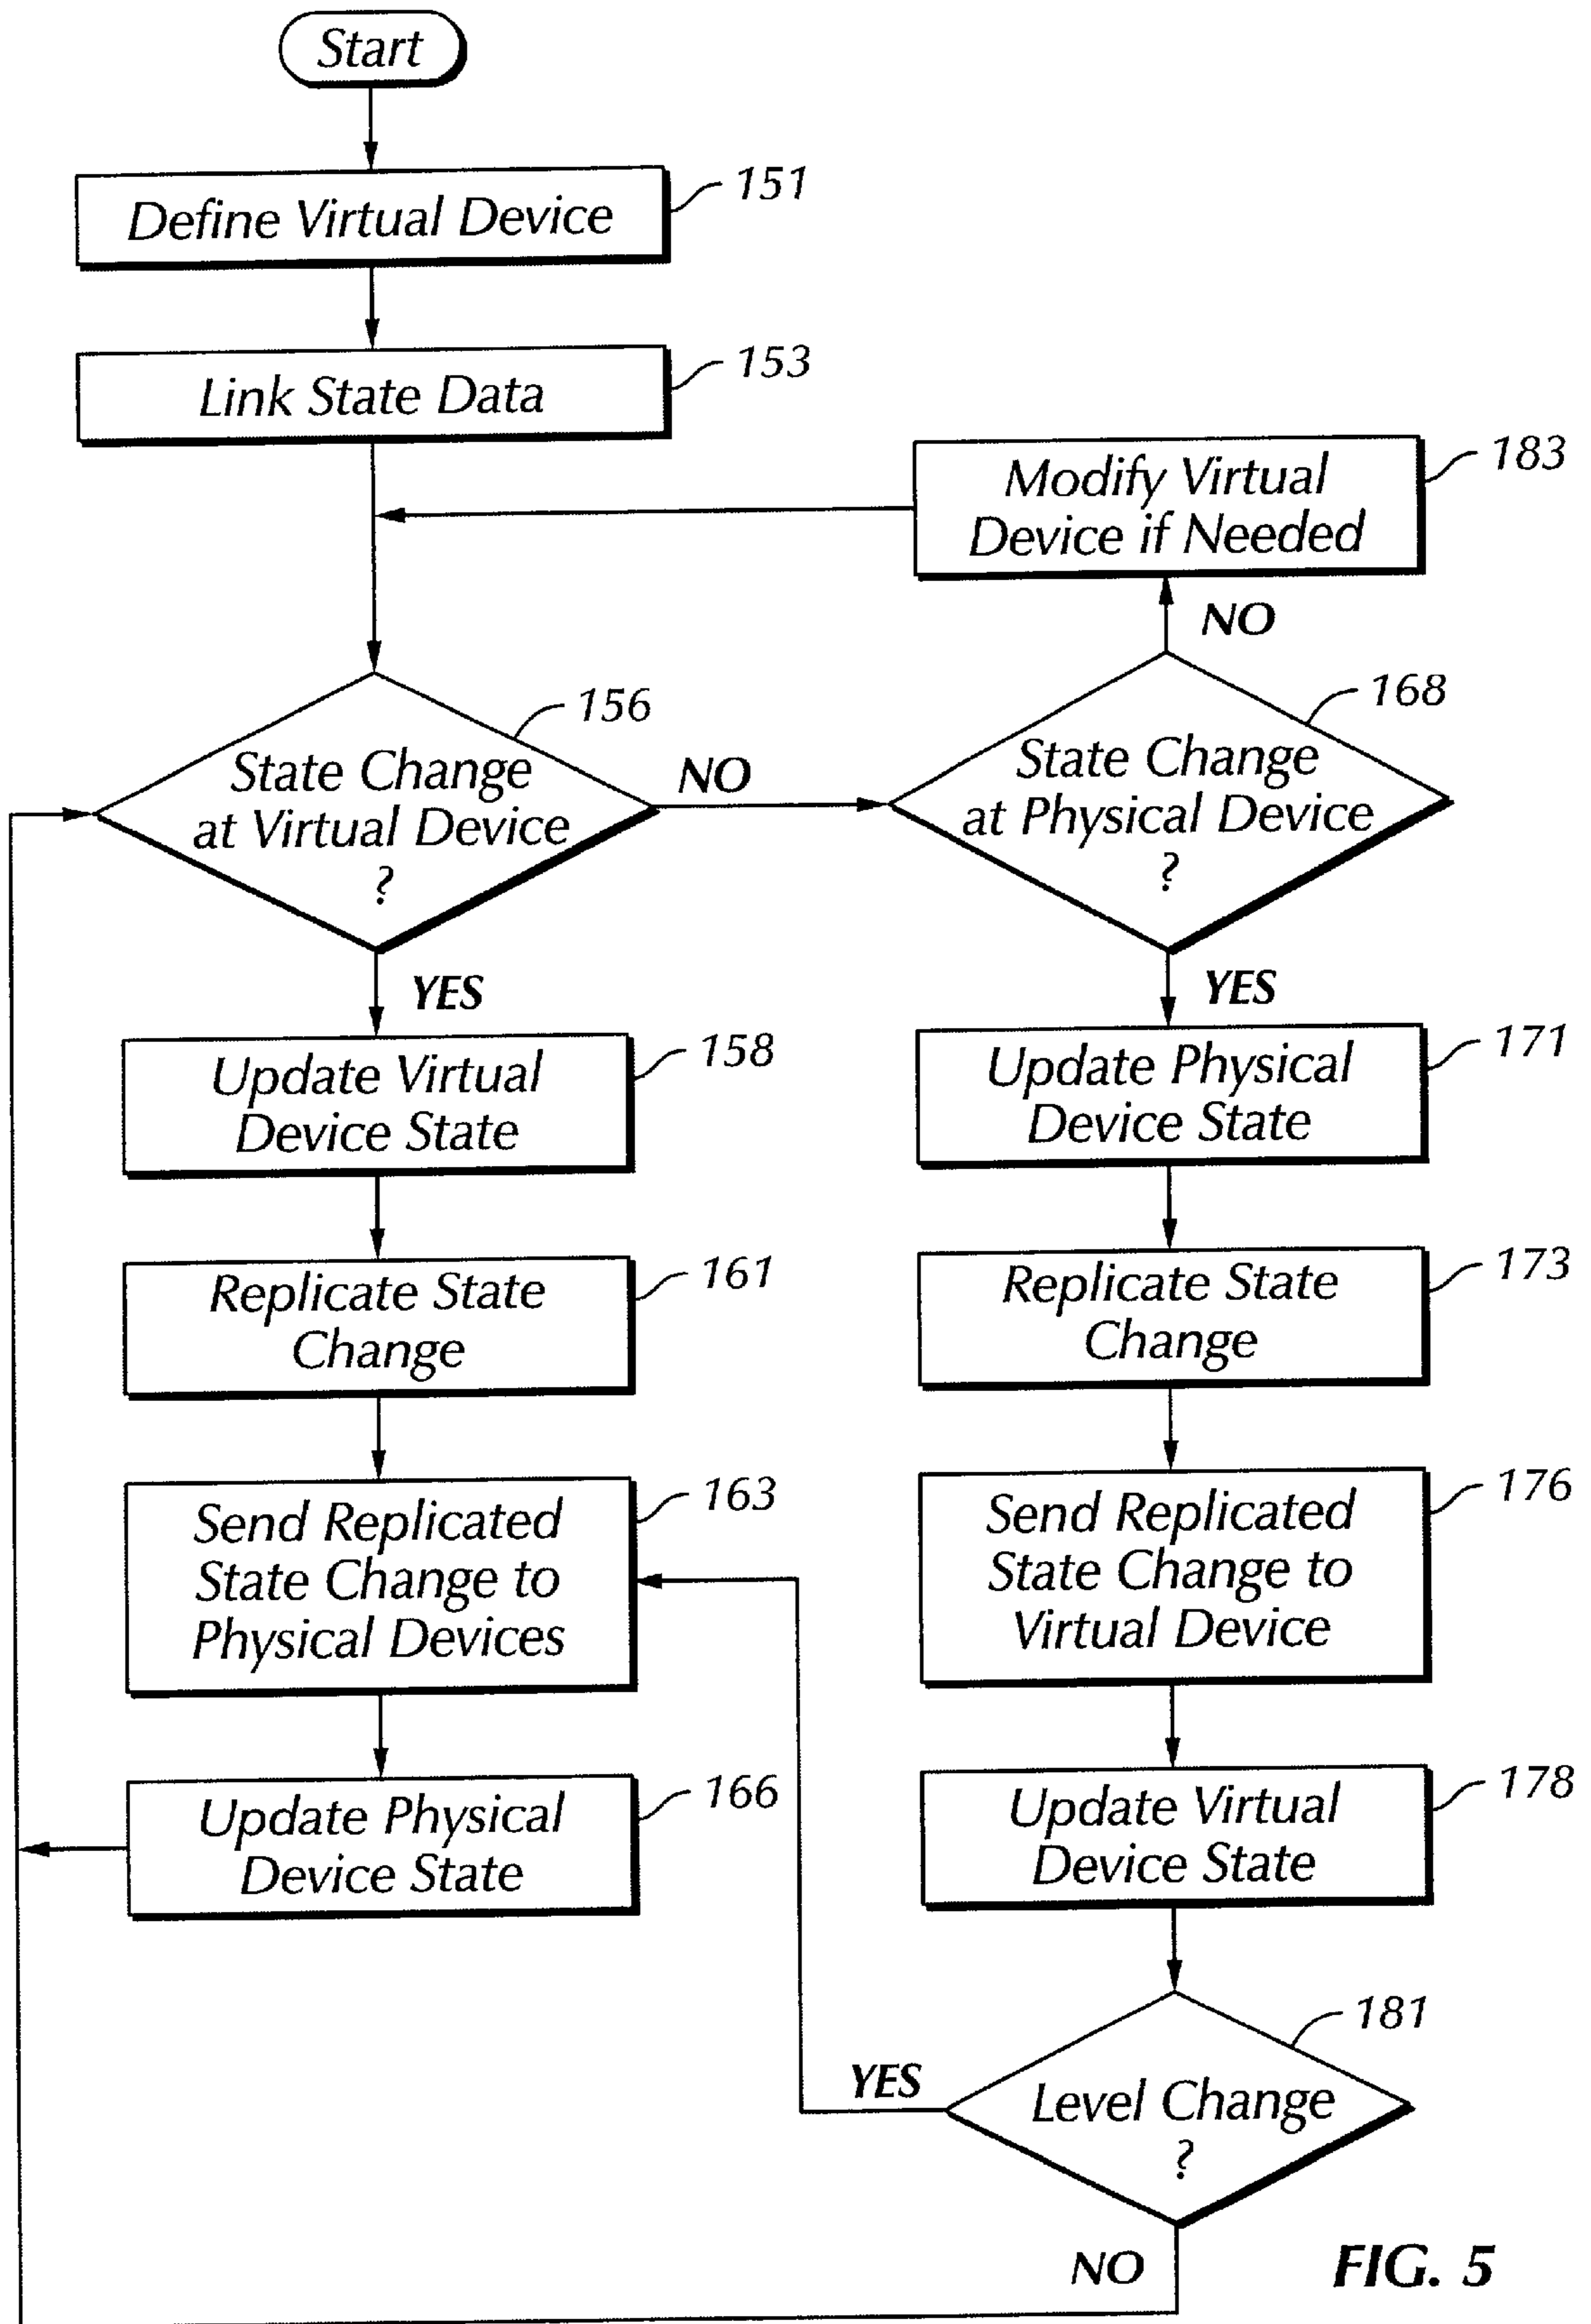 Start
Define Virtual Device
151
Link State Data
153
Modify Virtual
Device if Needed
183
NO
State Change
at Virtual Device
?
156
NO
State Change
at Physical Device
?
168
YES
YES
Update Virtual
Device State
158
Update Physical
Device State
171
Replicate State
Change
161
Replicate State
Change
173
Send Replicated
State Change to
Physical Devices
163
Send Replicated
State Change to
Virtual Device
176
Update Physical
Device State
166
Update Virtual
Device State
178
Level Change
?
181
YES
NO
FIG. 5